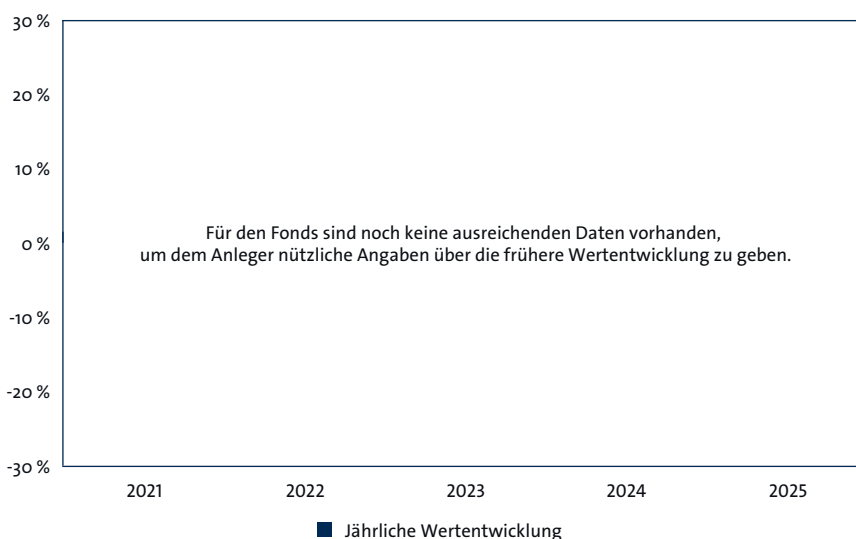 30 %
20 %
10 %
0 %
-10 %
-20 %
-30 %
Für den Fonds sind noch keine ausreichenden Daten vorhanden,
um dem Anleger nützliche Angaben über die frühere Wertentwicklung zu geben.
2021 2022 2023 2024 2025
Jährliche Wertentwicklung